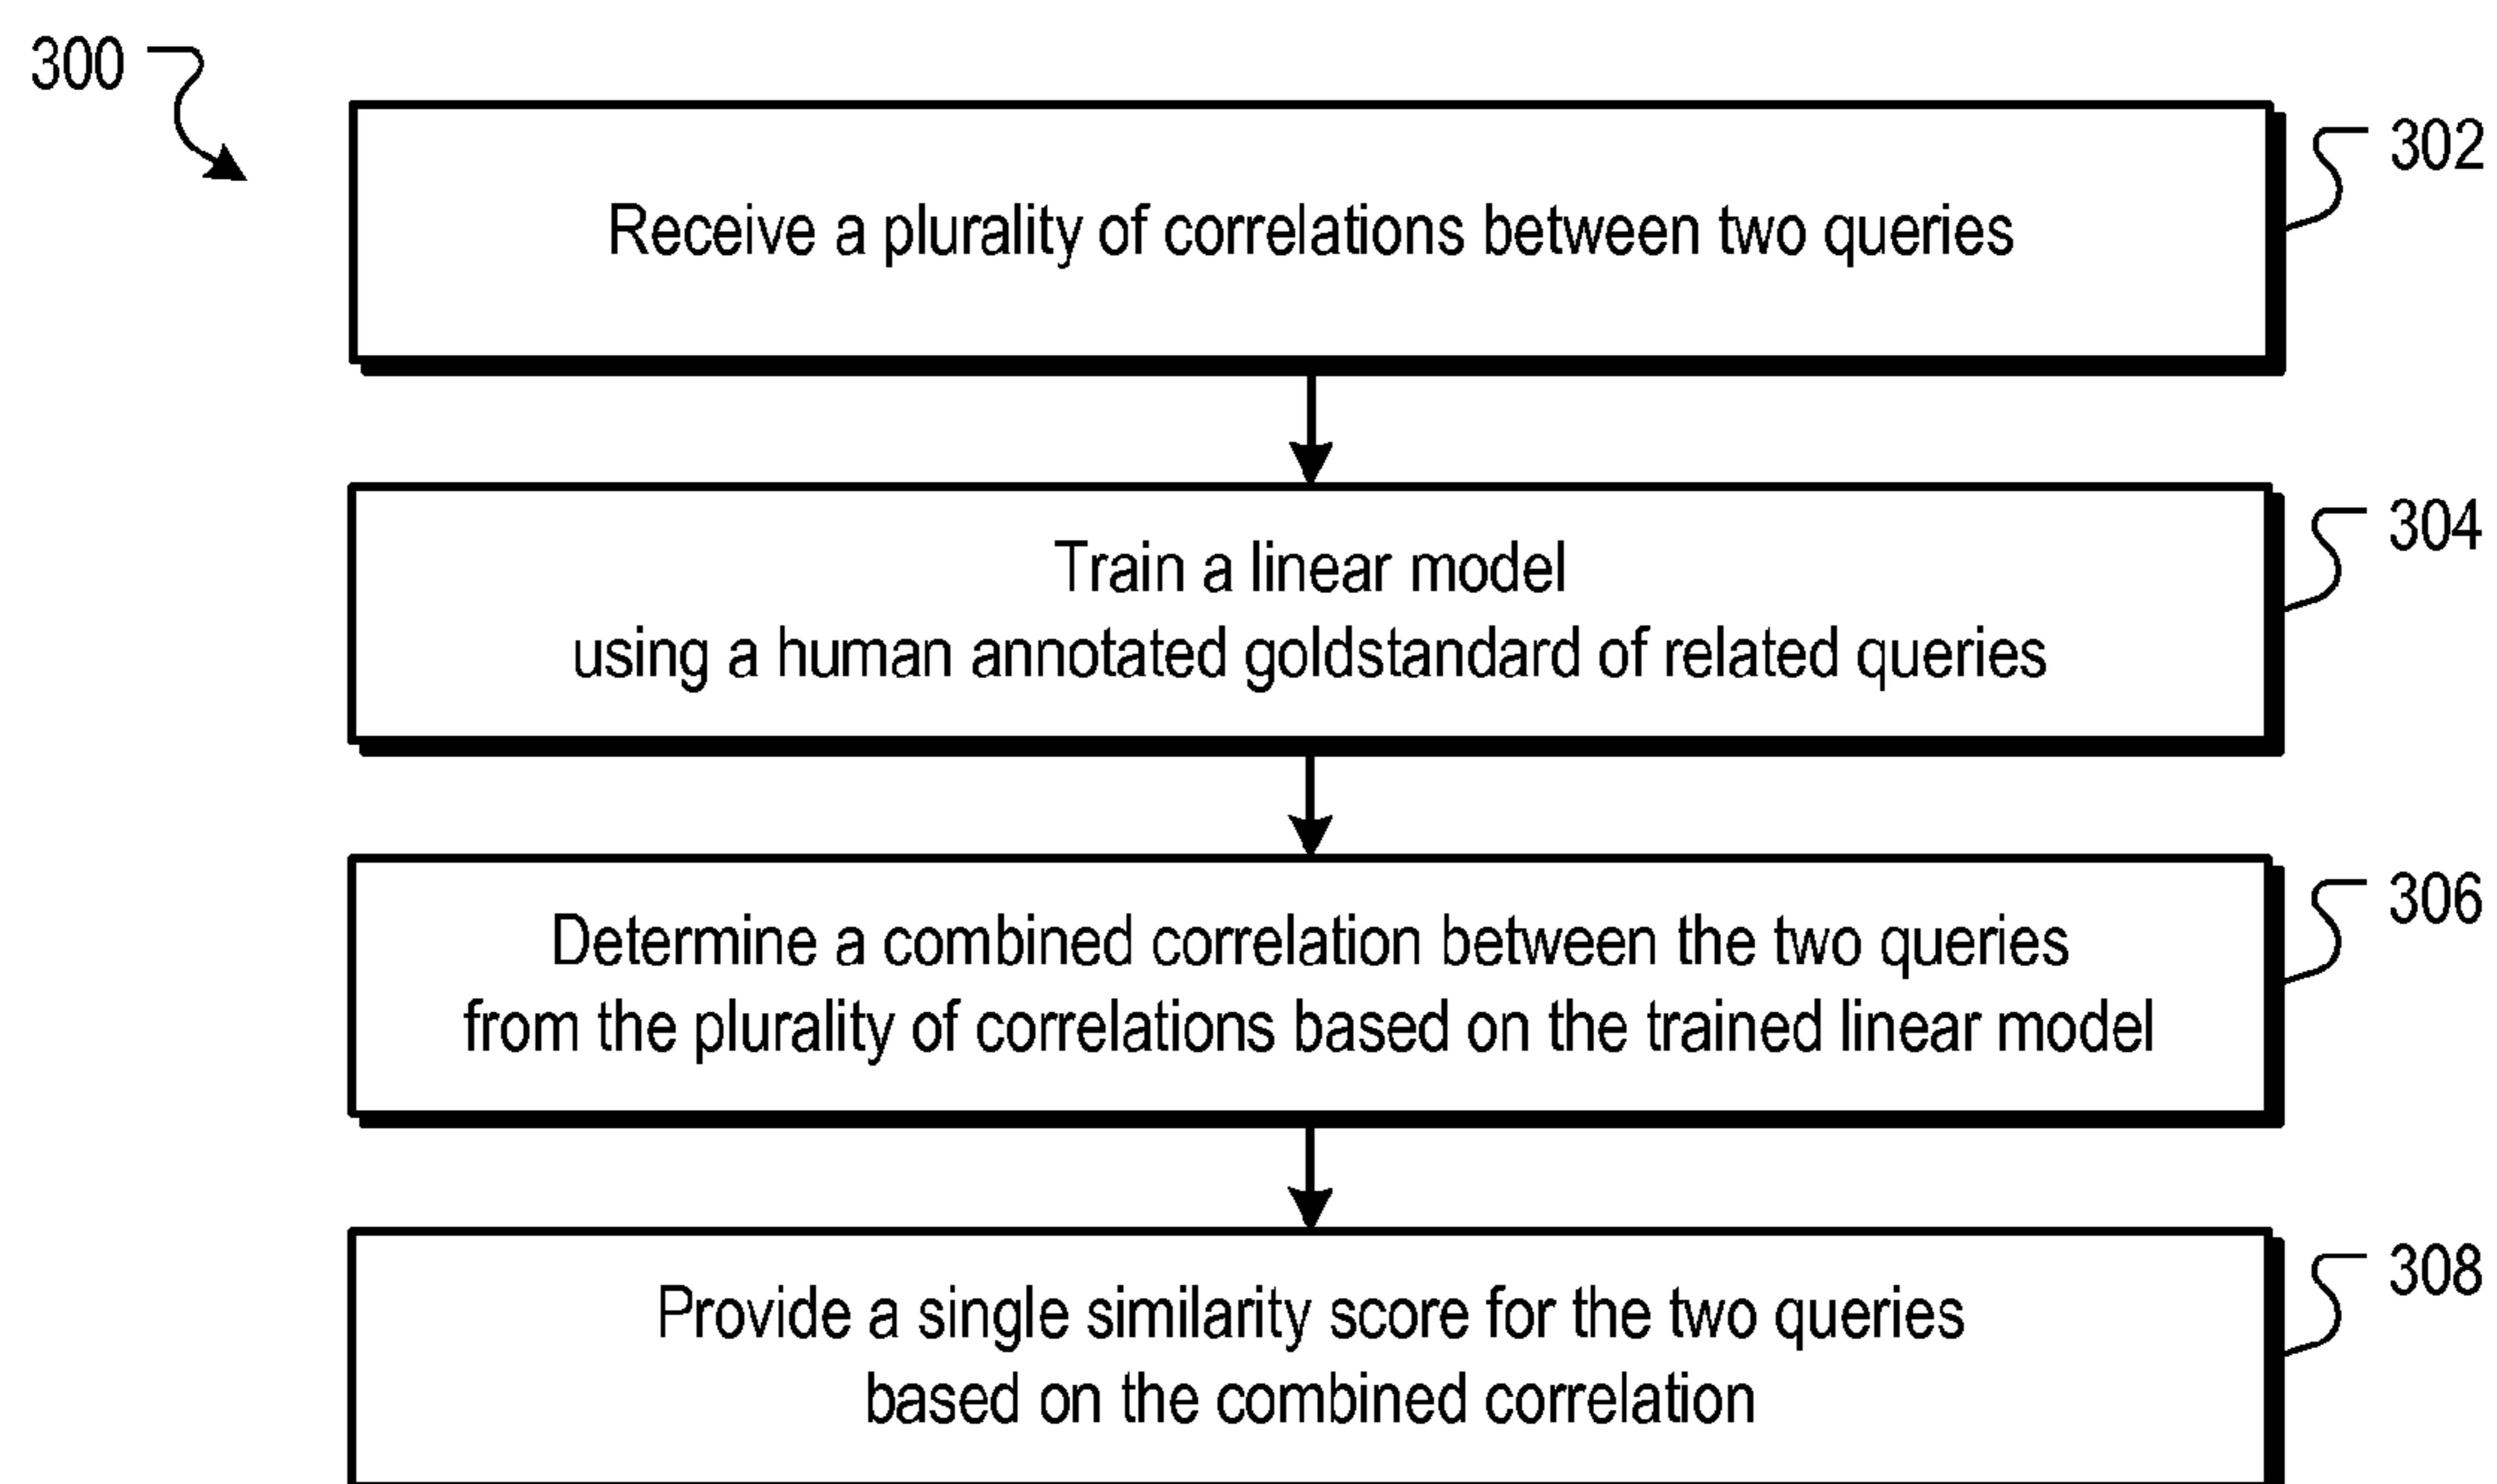 300
302
Receive a plurality of correlations between two queries
304
Train a linear model
using a human annotated goldstandard of related queries
306
Determine a combined correlation between the two queries
from the plurality of correlations based on the trained linear model
308
Provide a single similarity score for the two queries
based on the combined correlation